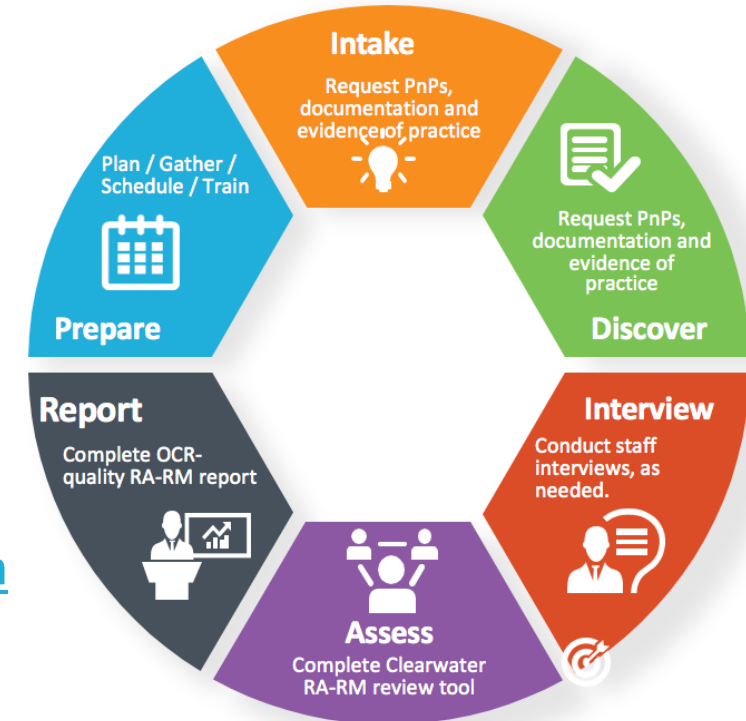 Intake
Request PnPs,
documentation and
evidence of practice
Request PnPs,
documentation and
evidence of
practice
Discover
Interview
Conduct staff
interviews, as
needed.
Assess
Complete Clearwater
RA-RM review tool
Report
Complete OCR-
quality RA-RM report
Plan / Gather /
Schedule / Train
Prepare